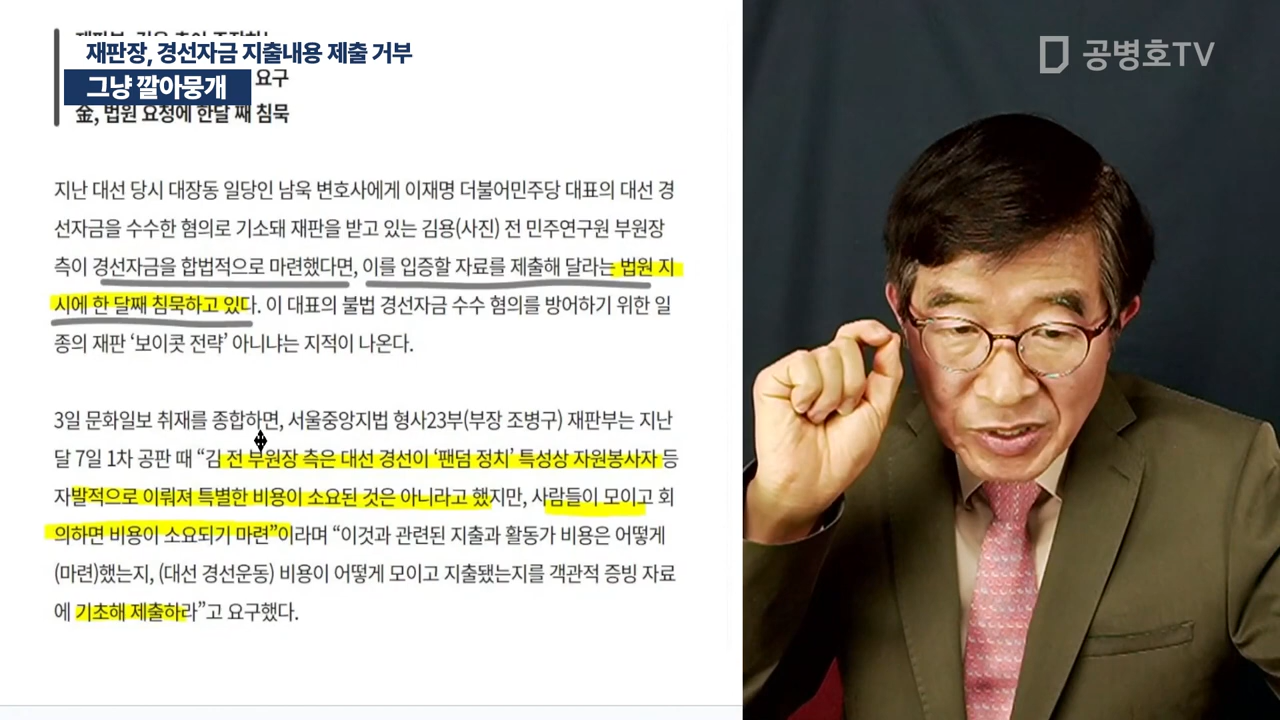 재판장, 경선자금 지출내용 제출 거부
그냥 깔아뭉개
요구
金, 법원 요청에 한달 째 침묵
공병호TV
지난 대선 당시 대장동 일당인 남욱 변호사에게 이재명 더불어민주당 대표의 대선 경
선자금을 수수한 혐의로 기소돼 재판을 받고 있는 김용(사진) 전 민주연구원 부원장
측이 경선자금을 합법적으로 마련했다면, 이를 입증할 자료를 제출해 달라는 법원 지
시에 한 달째 침묵하고 있다. 이 대표의 불법 경선자금 수수 혐의를 방어하기 위한 일
종의 재판 ‘보이콧 전략’ 아니냐는 지적이 나온다.
3일 문화일보 취재를 종합하면, 서울중앙지법 형사23부(부장 조병구) 재판부는 지난
달 7일 1차 공판 때 “김 전 부원장 측은 대선 경선이 ‘팬덤 정치’ 특성상 자원봉사자 등
자발적으로 이뤄져 특별한 비용이 소요된 것은 아니라고 했지만, 사람들이 모이고 회
의하면 비용이 소요되기 마련”이라며 “이것과 관련된 지출과 활동가 비용은 어떻게
(마련)했는지, (대선 경선운동) 비용이 어떻게 모이고 지출됐는지를 객관적 증빙 자료
에 기초해 제출하라”고 요구했다.